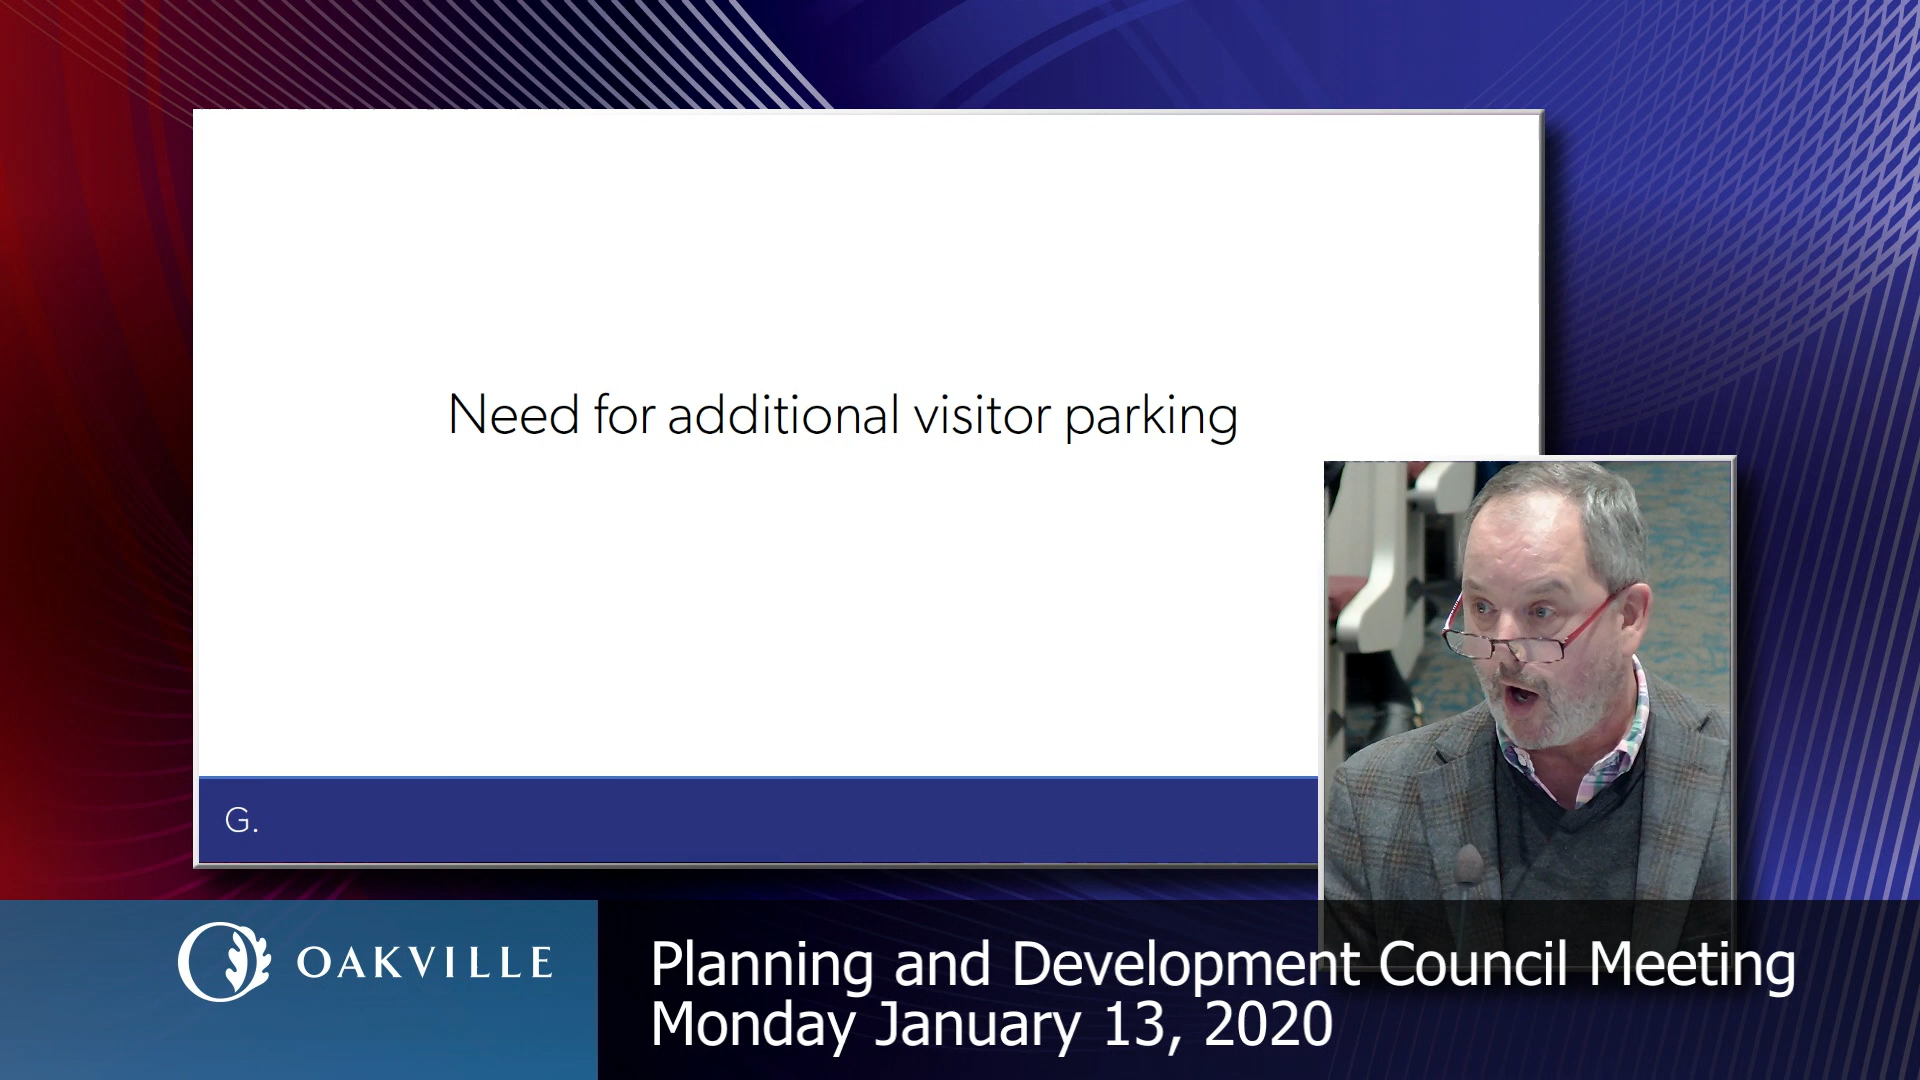 Need for additional visitor parking
G.
OAKVILLE
Planning and Development Council Meeting
Monday January 13, 2020